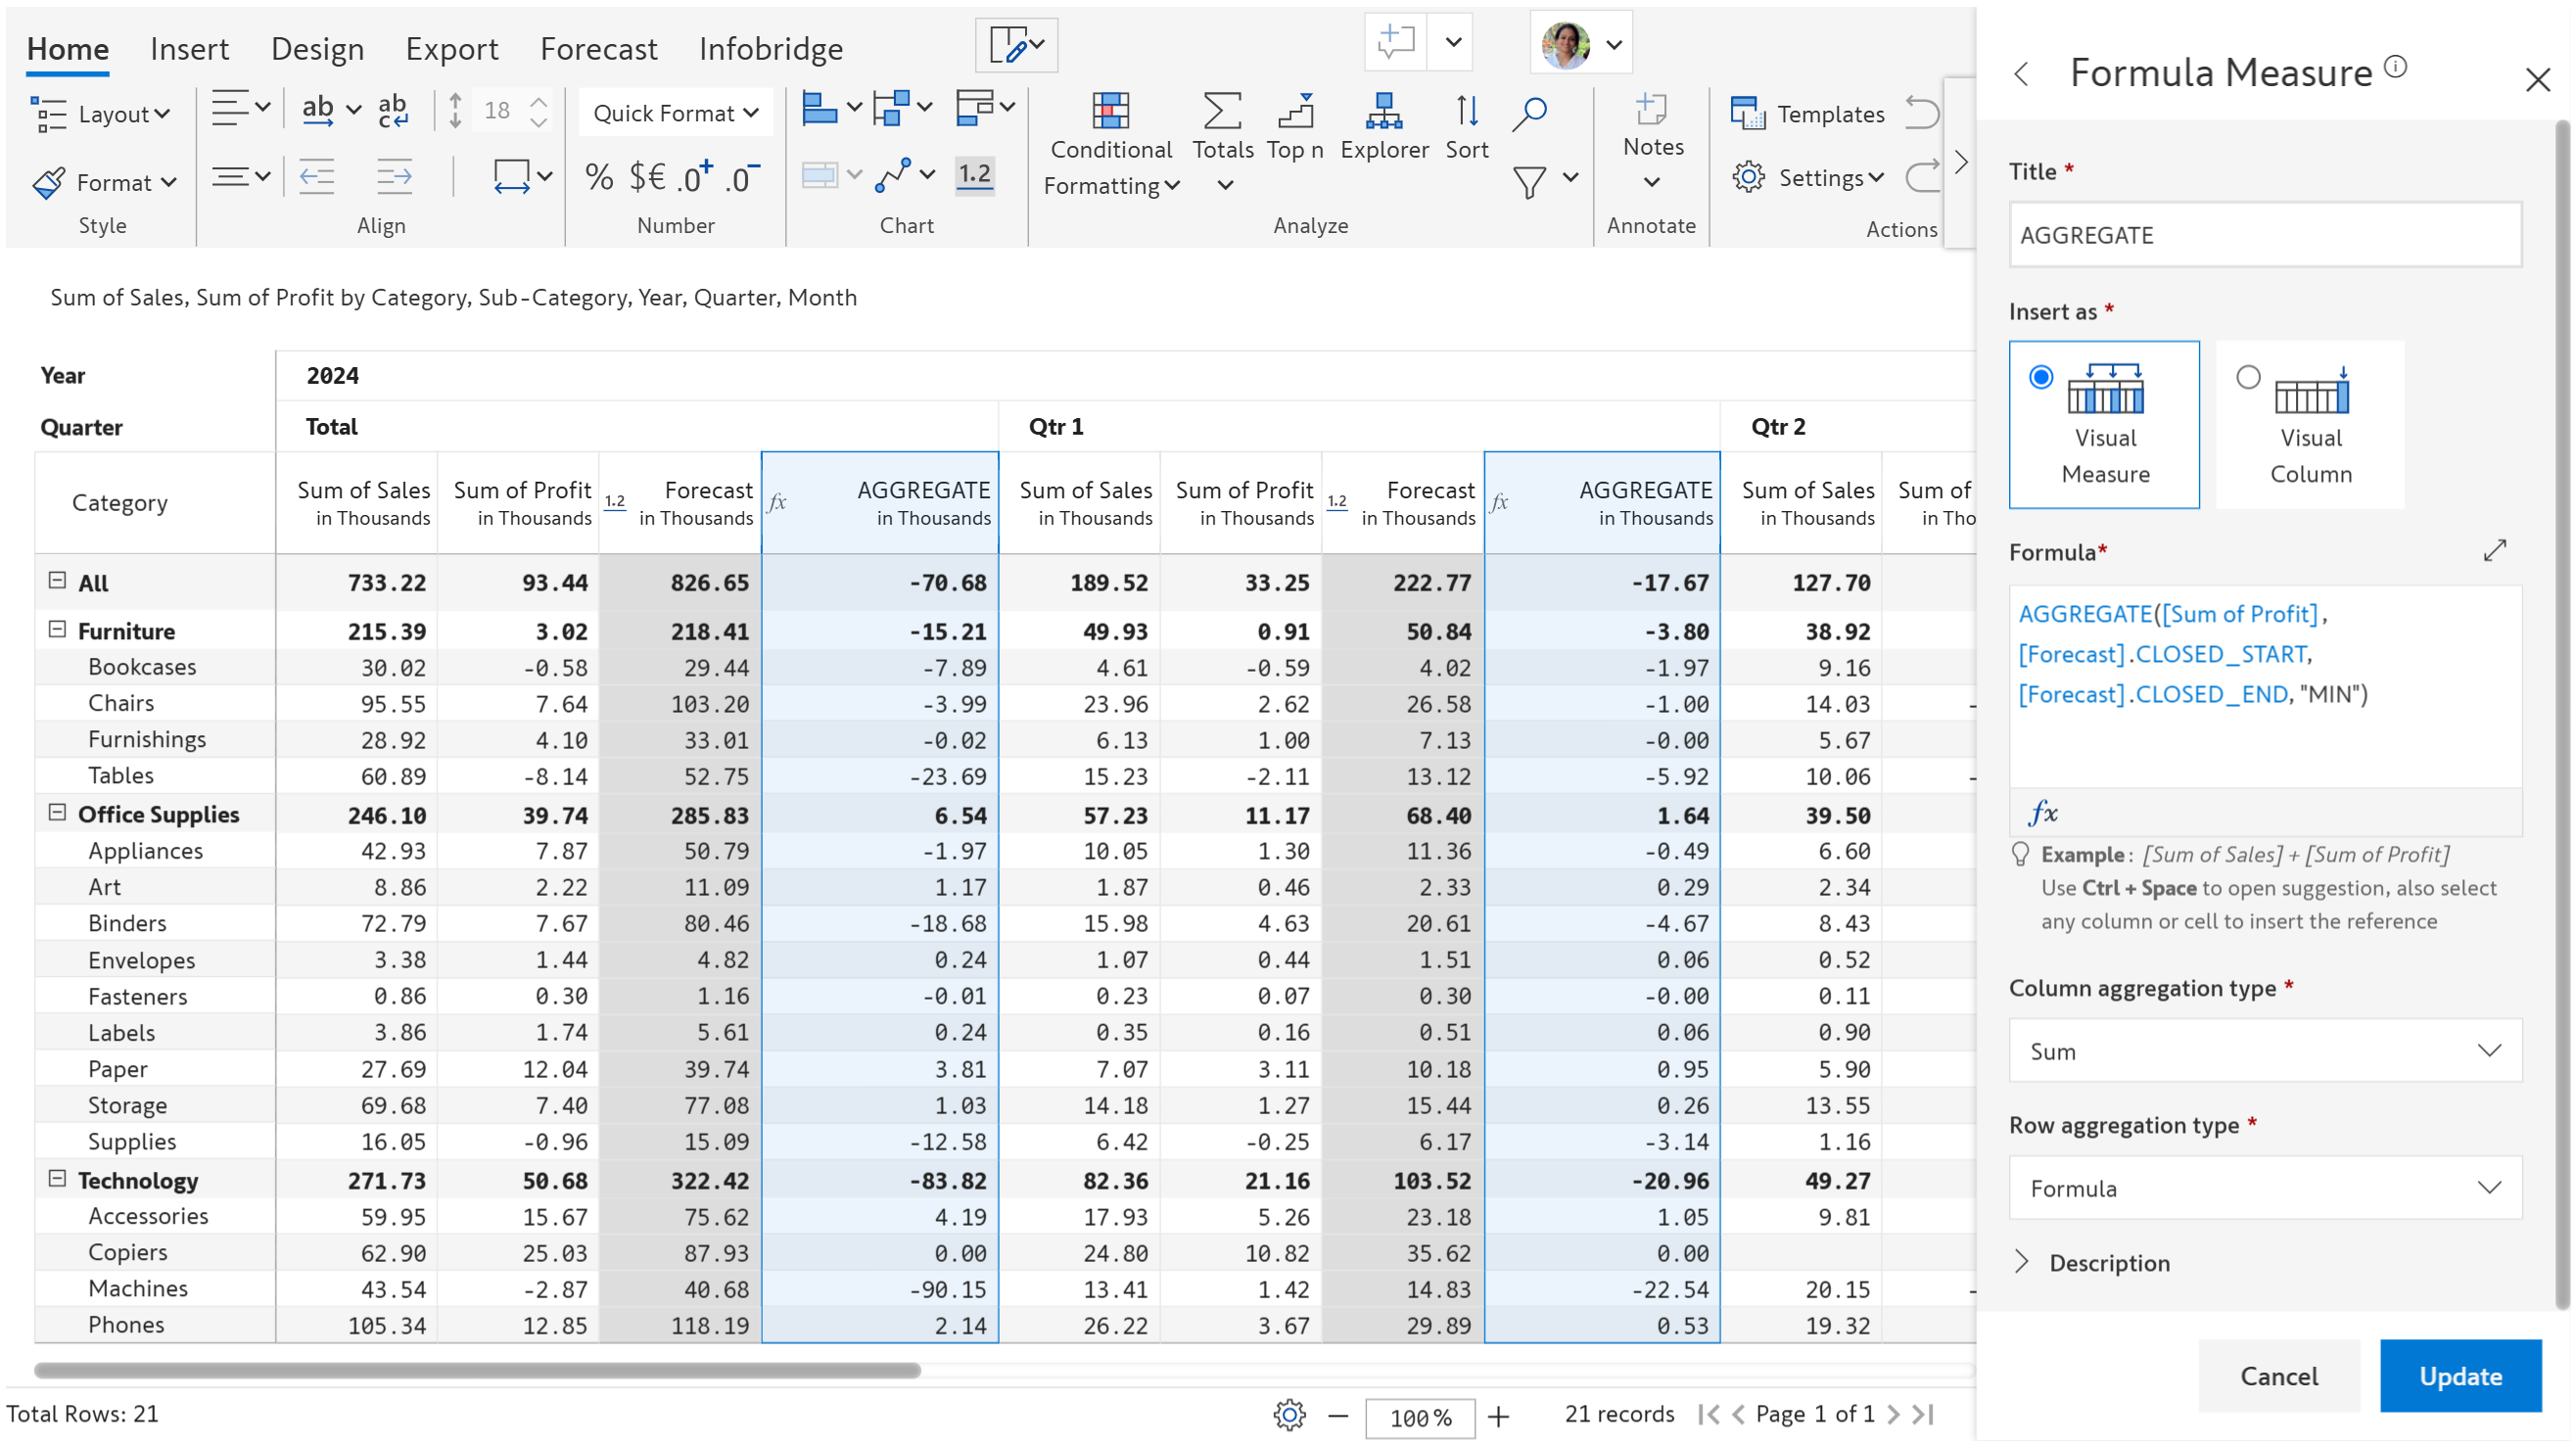 Home Insert Design Export Forecast Infobridge
Layout ab ab c 18 Quick Format Templates
Conditional Formatting Totals Top n Explorer Sort Notes
Format % $€ .0+ .0- 1.2 Settings
Style Align Number Chart Analyze Annotate Actions
Sum of Sales, Sum of Profit by Category, Sub-Category, Year, Quarter, Month
Year 2024
Quarter Total Qtr 1 Qtr 2
Category Sum of Sales in Thousands Sum of Profit in Thousands 1.2 Forecast in Thousands fx AGGREGATE in Thousands Sum of Sales in Thousands Sum of Profit in Thousands 1.2 Forecast in Thousands fx AGGREGATE in Thousands Sum of Sales in Thousands Sum of in Tho
All 733.22 93.44 826.65 -70.68 189.52 33.25 222.77 -17.67 127.70
Furniture 215.39 3.02 218.41 -15.21 49.93 0.91 50.84 -3.80 38.92
Bookcases 30.02 -0.58 29.44 -7.89 4.61 -0.59 4.02 -1.97 9.16
Chairs 95.55 7.64 103.20 -3.99 23.96 2.62 26.58 -1.00 14.03 -
Furnishings 28.92 4.10 33.01 -0.02 6.13 1.00 7.13 -0.00 5.67
Tables 60.89 -8.14 52.75 -23.69 15.23 -2.11 13.12 -5.92 10.06 -
Office Supplies 246.10 39.74 285.83 6.54 57.23 11.17 68.40 1.64 39.50
Appliances 42.93 7.87 50.79 -1.97 10.05 1.30 11.36 -0.49 6.60
Art 8.86 2.22 11.09 1.17 1.87 0.46 2.33 0.29 2.34
Binders 72.79 7.67 80.46 -18.68 15.98 4.63 20.61 -4.67 8.43
Envelopes 3.38 1.44 4.82 0.24 1.07 0.44 1.51 0.06 0.52
Fasteners 0.86 0.30 1.16 -0.01 0.23 0.07 0.30 -0.00 0.11
Labels 3.86 1.74 5.61 0.24 0.35 0.16 0.51 0.06 0.90
Paper 27.69 12.04 39.74 3.81 7.07 3.11 10.18 0.95 5.90
Storage 69.68 7.40 77.08 1.03 14.18 1.27 15.44 0.26 13.55
Supplies 16.05 -0.96 15.09 -12.58 6.42 -0.25 6.17 -3.14 1.16
Technology 271.73 50.68 322.42 -83.82 82.36 21.16 103.52 -20.96 49.27
Accessories 59.95 15.67 75.62 4.19 17.93 5.26 23.18 1.05 9.81
Copiers 62.90 25.03 87.93 0.00 24.80 10.82 35.62 0.00
Machines 43.54 -2.87 40.68 -90.15 13.41 1.42 14.83 -22.54 20.15 -
Phones 105.34 12.85 118.19 2.14 26.22 3.67 29.89 0.53 19.32
Total Rows: 21 100% 21 records Page 1 of 1
Formula Measure
Title *
AGGREGATE
Insert as *
Visual Measure
Visual Column
Formula*
AGGREGATE([Sum of Profit],
[Forecast].CLOSED_START,
[Forecast].CLOSED_END, "MIN")
fx
Example: [Sum of Sales] + [Sum of Profit]
Use Ctrl + Space to open suggestion, also select
any column or cell to insert the reference
Column aggregation type *
Sum
Row aggregation type *
Formula
Description
Cancel Update